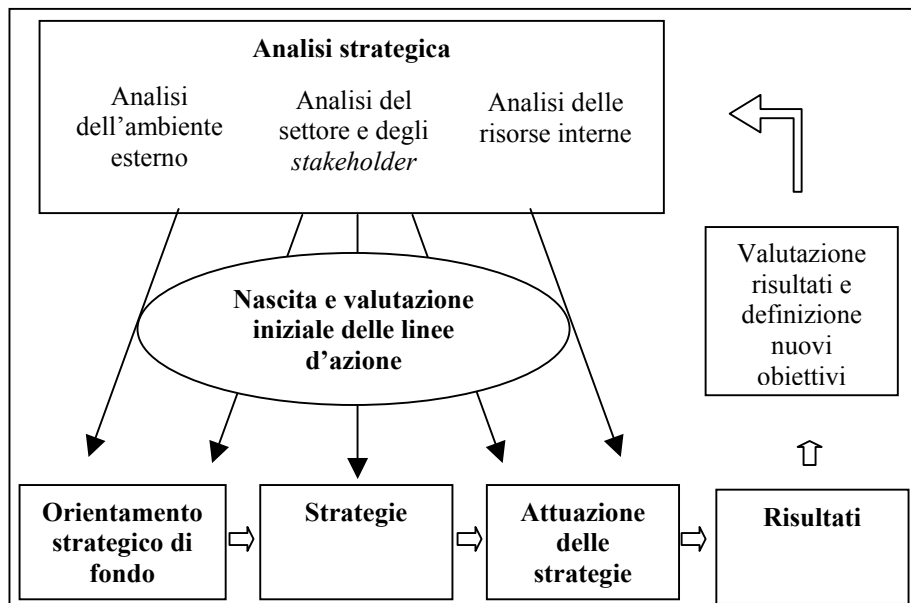 Analisi strategica
Analisi
dell’ambiente
esterno
Analisi del
settore e degli
stakeholder
Analisi delle
risorse interne
Nascita e valutazione
iniziale delle linee
d’azione
Valutazione
risultati e
definizione
nuovi
obiettivi
Orientamento
strategico di
fondo
Strategie
Attuazione
delle
strategie
Risultati